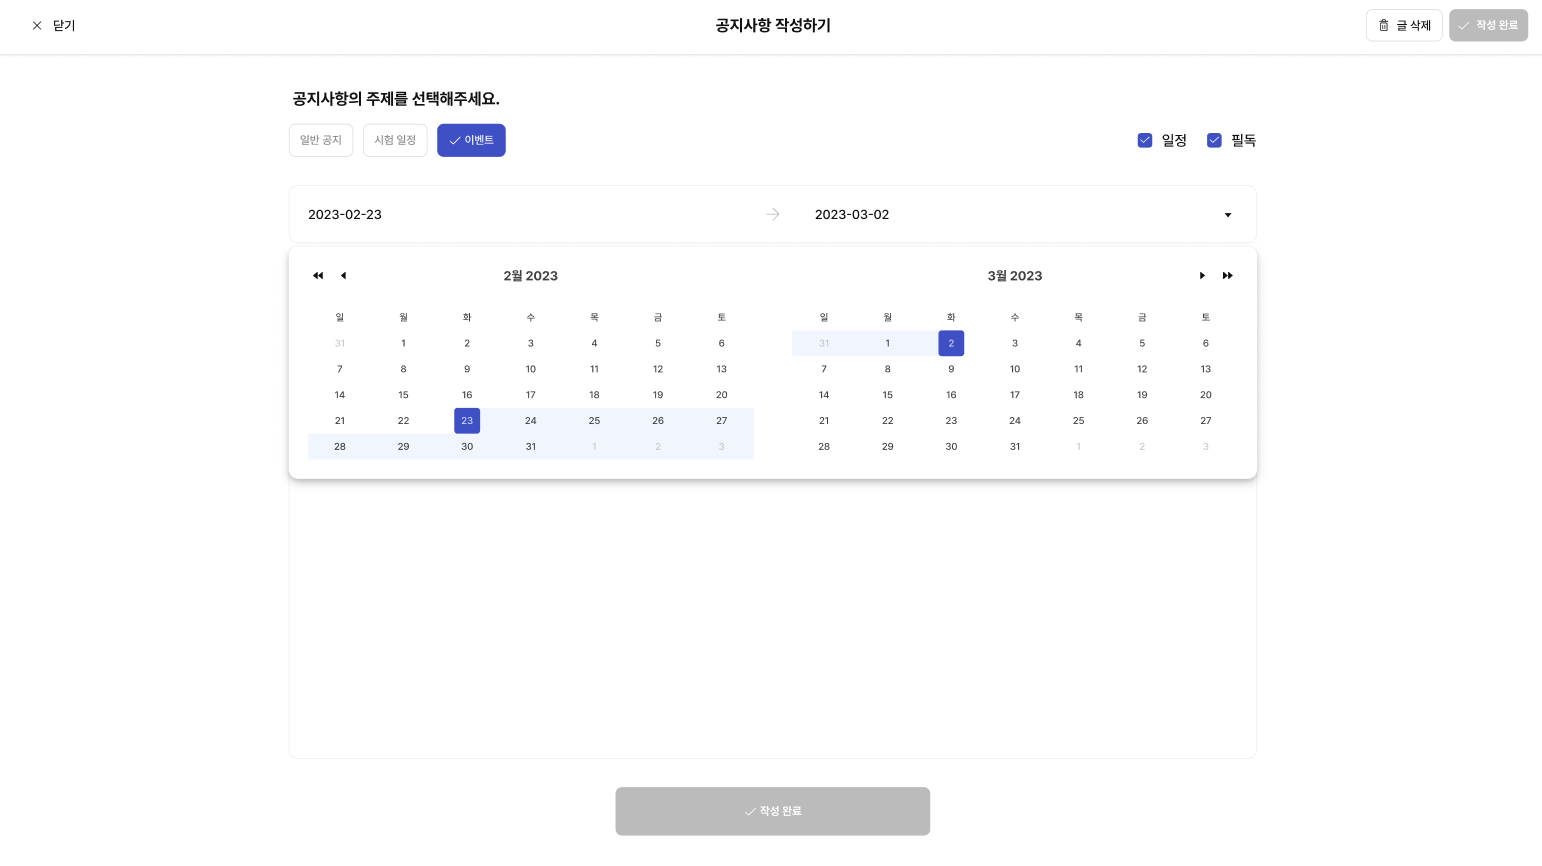 닫기
공지사항 작성하기
글 삭제
작성 완료
공지사항의 주제를 선택해주세요.
일반 공지
시험 일정
이벤트
일정
필독
2023-02-23
2023-03-02
2월 2023
일 월 화 수 목 금 토
31 1 2 3 4 5 6
7 8 9 10 11 12 13
14 15 16 17 18 19 20
21 22 23 24 25 26 27
28 29 30 31 1 2 3
3월 2023
일 월 화 수 목 금 토
31 1 2 3 4 5 6
7 8 9 10 11 12 13
14 15 16 17 18 19 20
21 22 23 24 25 26 27
28 29 30 31 1 2 3
작성 완료